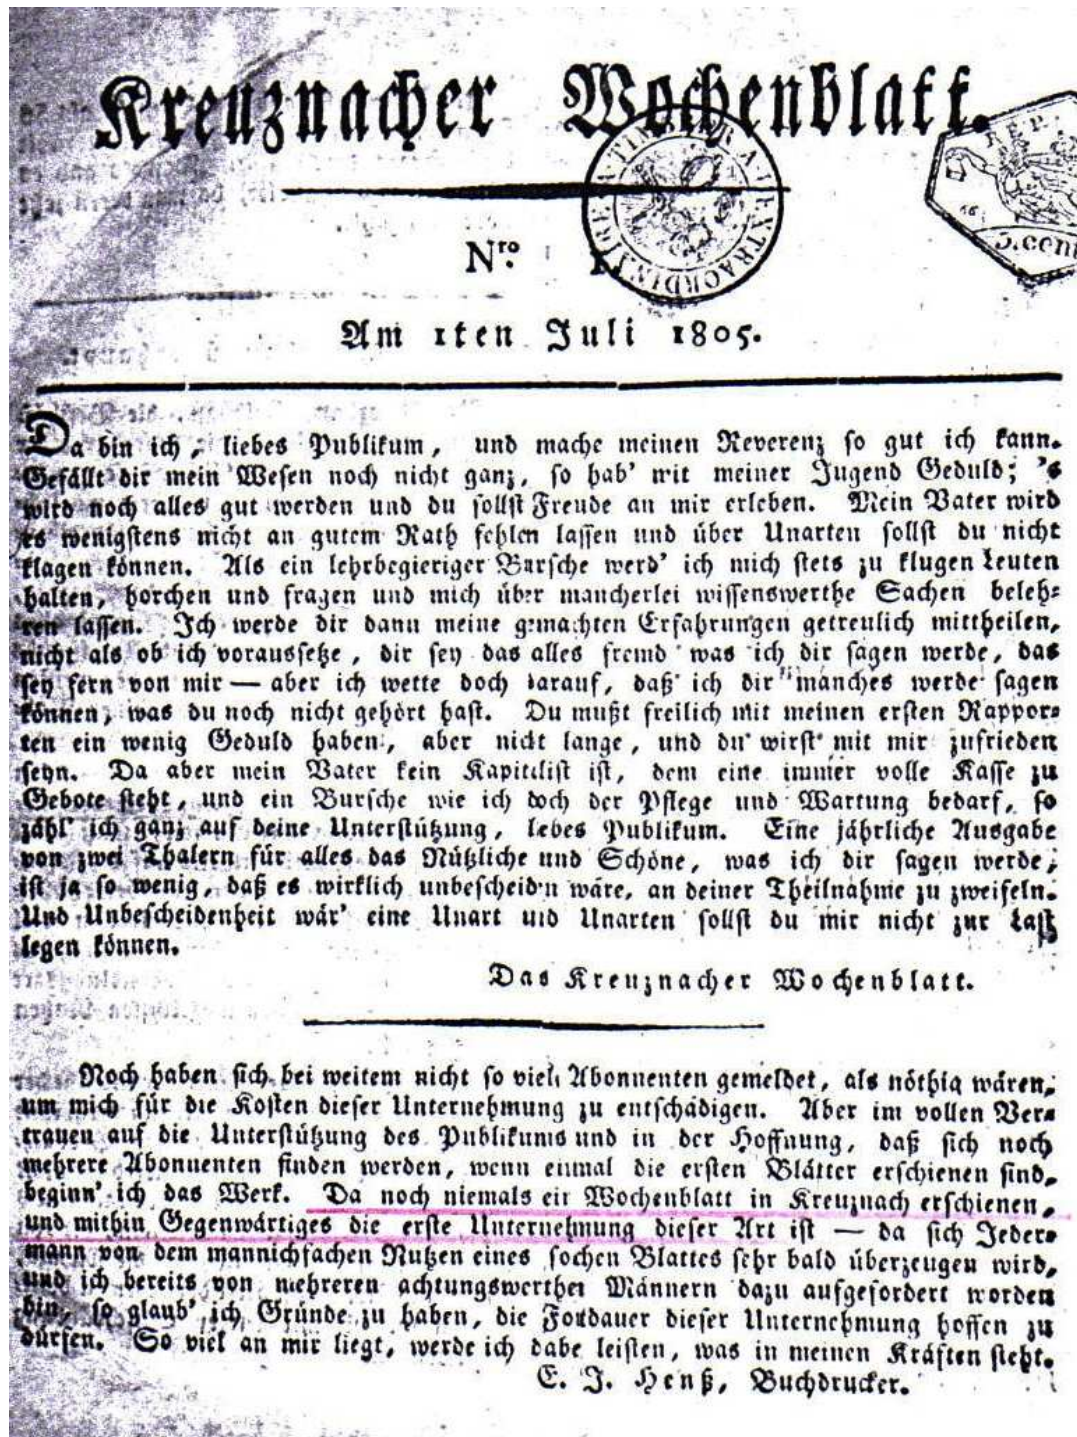 Kreuznacher Wochenblatt.
TIMBRE EXTRAORDINAIRE
REP.
5.cent
Nro.
Am 1ten Juli 1805.
Da bin ich, liebes Publikum, und mache meinen Reverenz so gut ich kann.
Gefällt dir mein Wesen noch nicht ganz, so hab' mit meiner Jugend Geduld; 's
wird noch alles gut werden und du sollst Freude an mir erleben. Mein Vater wird
es wenigstens nicht an gutem Rath fehlen lassen und über Unarten sollst du nicht
klagen können. Als ein lehrbegieriger Bursche werd' ich mich stets zu klugen Leuten
halten, horchen und fragen und mich über mancherlei wissenswerthe Sachen beleh-
ren lassen. Ich werde dir dann meine gemachten Erfahrungen getreulich mittheilen,
nicht als ob ich voraussetze, dir sey das alles fremd was ich dir sagen werde, das
sey fern von mir — aber ich wette doch darauf, daß ich dir manches werde sagen
können, was du noch nicht gehört hast. Du mußt freilich mit meinen ersten Rappor-
ten ein wenig Geduld haben, aber nicht lange, und du wirst mit mir zufrieden
seyn. Da aber mein Vater kein Kapitalist ist, dem eine immer volle Kasse zu
Gebote steht, und ein Bursche wie ich doch der Pflege und Wartung bedarf, so
zähl' ich ganz auf deine Unterstützung, liebes Publikum. Eine jährliche Ausgabe
von zwei Thalern für alles das Nützliche und Schöne, was ich dir sagen werde,
ist ja so wenig, daß es wirklich unbescheiden wäre, an deiner Theilnahme zu zweifeln.
Und Unbescheidenheit wär' eine Unart und Unarten sollst du mir nicht zur Last
legen können.
Das Kreuznacher Wochenblatt.
Noch haben sich bei weitem nicht so viele Abonnenten gemeldet, als nöthig wären,
um mich für die Kosten dieser Unternehmung zu entschädigen. Aber im vollen Ver-
trauen auf die Unterstützung des Publikums und in der Hoffnung, daß sich noch
mehrere Abonnenten finden werden, wenn einmal die ersten Blätter erschienen sind,
beginn' ich das Werk. Da noch niemals ein Wochenblatt in Kreuznach erschienen,
und mithin Gegenwärtiges die erste Unternehmung dieser Art ist — da sich Jeder-
mann von dem mannichfachen Nutzen eines solchen Blattes sehr bald überzeugen wird,
und ich bereits von mehreren achtungswerthen Männern dazu aufgefordert worden
bin, so glaub' ich Gründe zu haben, die Fortdauer dieser Unternehmung hoffen zu
dürfen. So viel an mir liegt, werde ich dabei leisten, was in meinen Kräften steht.
E. J. Henß, Buchdrucker.